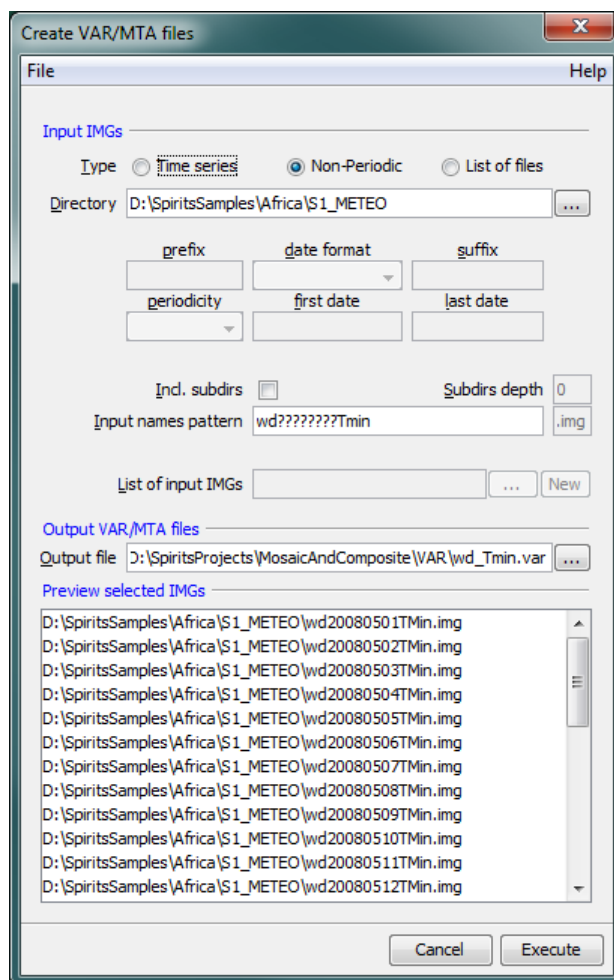 Create VAR/MTA files
File Help
Input IMGs
Type Time series Non-Periodic List of files
Directory D:\SpiritsSamples\Africa\S1_METEO ...
prefix date format suffix
periodicity first date last date
Incl. subdirs Subdirs depth 0
Input names pattern wd????????Tmin .img
List of input IMGs ... New
Output VAR/MTA files
Output file D:\SpiritsProjects\MosaicAndComposite\VAR\wd_Tmin.var ...
Preview selected IMGs
D:\SpiritsSamples\Africa\S1_METEO\wd20080501TMin.img
D:\SpiritsSamples\Africa\S1_METEO\wd20080502TMin.img
D:\SpiritsSamples\Africa\S1_METEO\wd20080503TMin.img
D:\SpiritsSamples\Africa\S1_METEO\wd20080504TMin.img
D:\SpiritsSamples\Africa\S1_METEO\wd20080505TMin.img
D:\SpiritsSamples\Africa\S1_METEO\wd20080506TMin.img
D:\SpiritsSamples\Africa\S1_METEO\wd20080507TMin.img
D:\SpiritsSamples\Africa\S1_METEO\wd20080508TMin.img
D:\SpiritsSamples\Africa\S1_METEO\wd20080509TMin.img
D:\SpiritsSamples\Africa\S1_METEO\wd20080510TMin.img
D:\SpiritsSamples\Africa\S1_METEO\wd20080511TMin.img
D:\SpiritsSamples\Africa\S1_METEO\wd20080512TMin.img
Cancel Execute